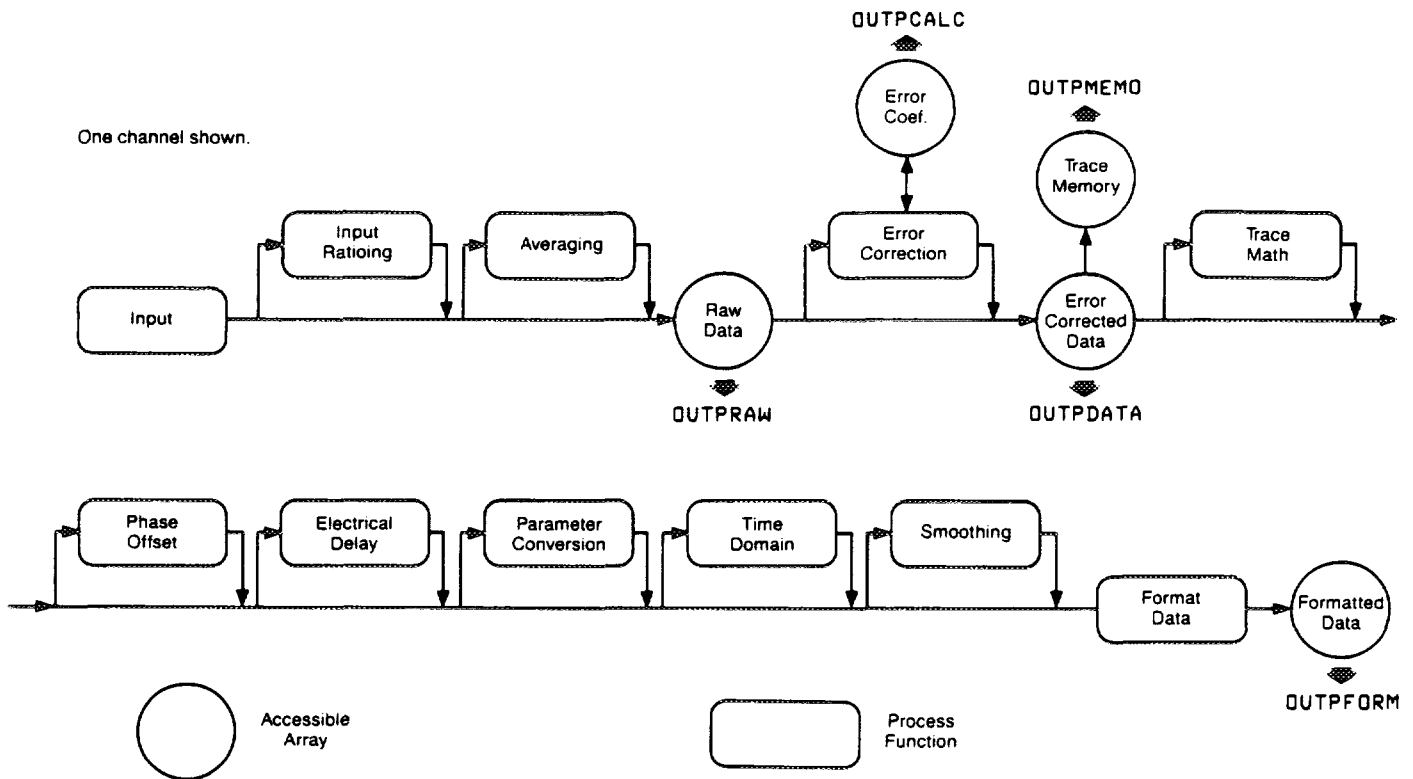 OUTPCALC
Error
Coef.
OUTPMEMO
One channel shown.
Trace
Memory
Input
Ratioing
Averaging
Error
Correction
Trace
Math
Input
Raw
Data
Error
Corrected
Data
OUTPRAW
OUTPDATA
Phase
Offset
Electrical
Delay
Parameter
Conversion
Time
Domain
Smoothing
Format
Data
Formatted
Data
OUTPFORM
Accessible
Array
Process
Function